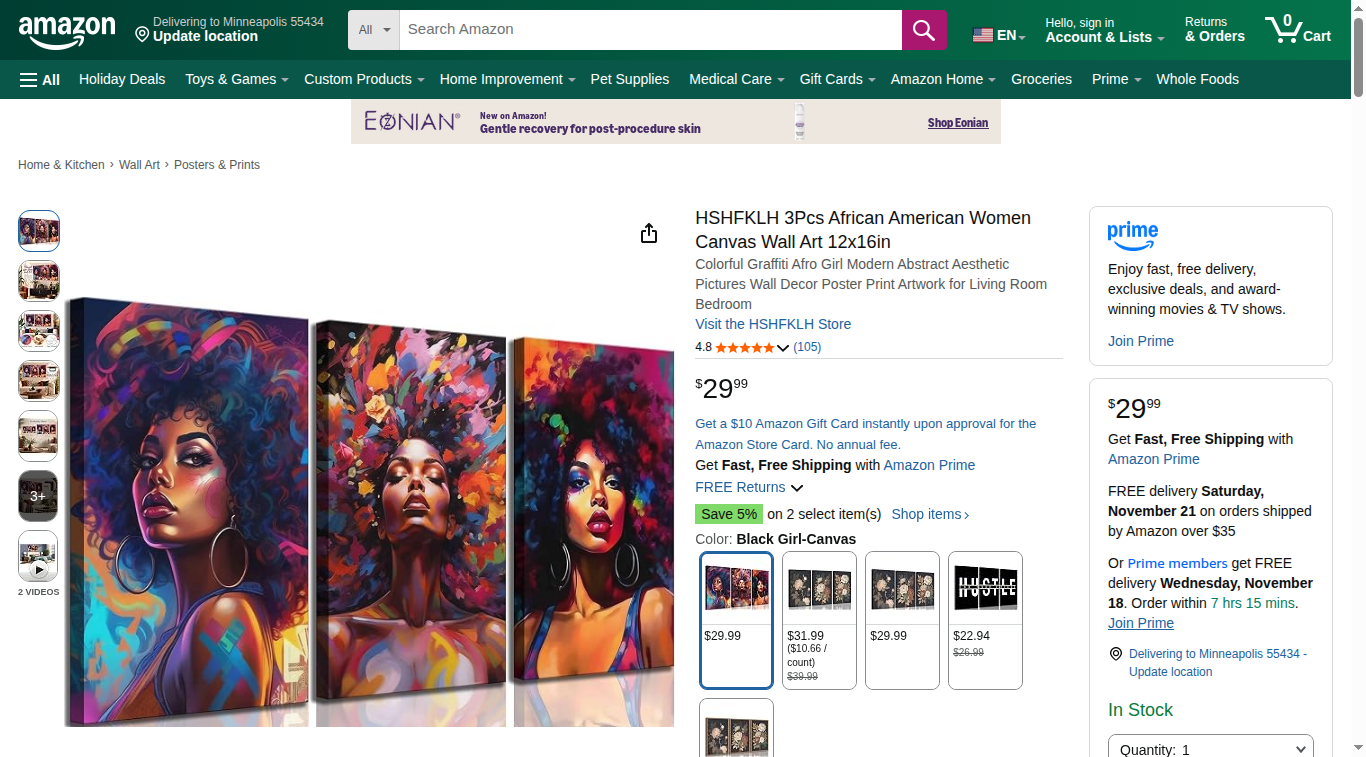 amazon
Delivering to Minneapolis 55434
Update location
All
Search Amazon
EN
Hello, sign in
Account & Lists
Returns
& Orders
0
Cart
All
Holiday Deals
Toys & Games
Custom Products
Home Improvement
Pet Supplies
Medical Care
Gift Cards
Amazon Home
Groceries
Prime
Whole Foods
EONIAN®
New on Amazon!
Gentle recovery for post-procedure skin
Shop Eonian
Home & Kitchen › Wall Art › Posters & Prints
3+
2 VIDEOS
HSHFKLH 3Pcs African American Women
Canvas Wall Art 12x16in
Colorful Graffiti Afro Girl Modern Abstract Aesthetic
Pictures Wall Decor Poster Print Artwork for Living Room
Bedroom
Visit the HSHFKLH Store
4.8 (105)
$29 99
Get a $10 Amazon Gift Card instantly upon approval for the
Amazon Store Card. No annual fee.
Get Fast, Free Shipping with Amazon Prime
FREE Returns
Save 5% on 2 select item(s) Shop items ›
Color: Black Girl-Canvas
HUSTLE
$29.99
$31.99
($10.66 /
count)
$39.99
$29.99
$22.94
$26.99
prime
Enjoy fast, free delivery,
exclusive deals, and award-
winning movies & TV shows.
Join Prime
$29 99
Get Fast, Free Shipping with
Amazon Prime
FREE delivery Saturday,
November 21 on orders shipped
by Amazon over $35
Or Prime members get FREE
delivery Wednesday, November
18. Order within 7 hrs 15 mins.
Join Prime
Delivering to Minneapolis 55434 -
Update location
In Stock
Quantity: 1